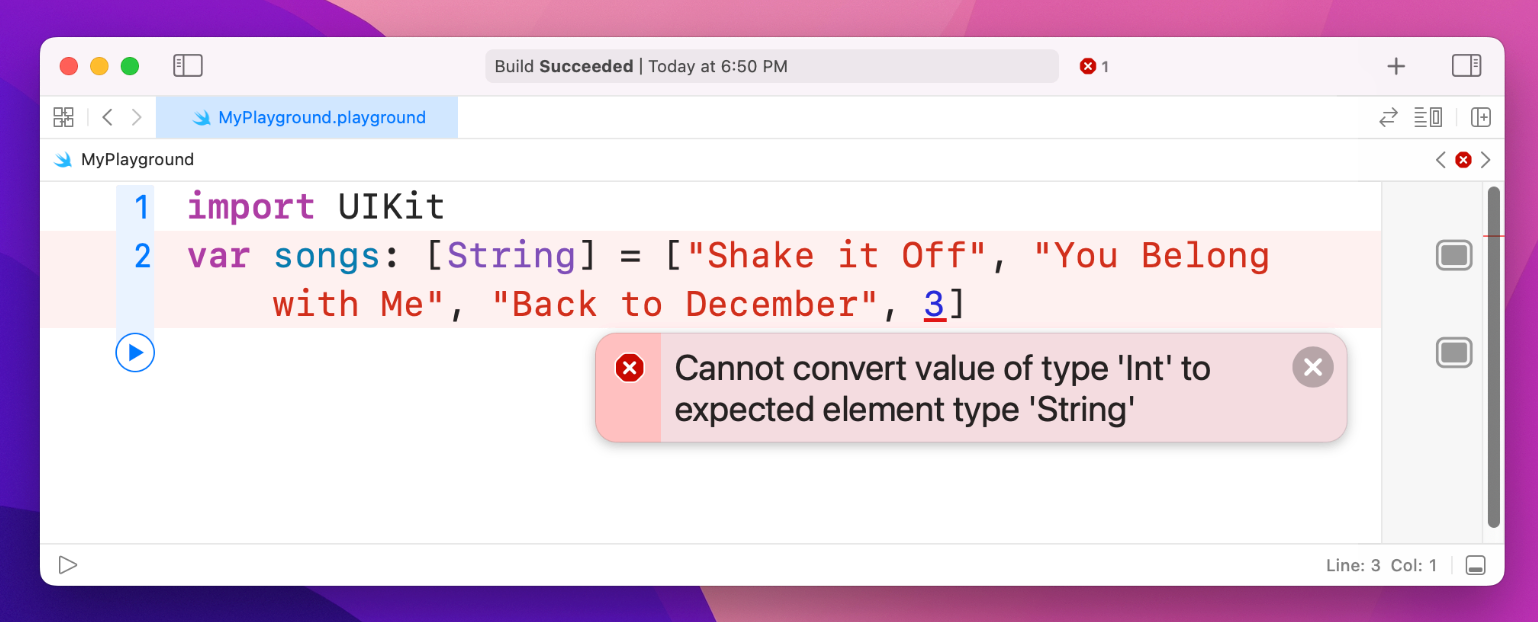 Build Succeeded | Today at 6:50 PM
1
MyPlayground.playground
MyPlayground
1 import UIKit
2 var songs: [String] = ["Shake it Off", "You Belong
with Me", "Back to December", 3]
Cannot convert value of type 'Int' to
expected element type 'String'
Line: 3 Col: 1